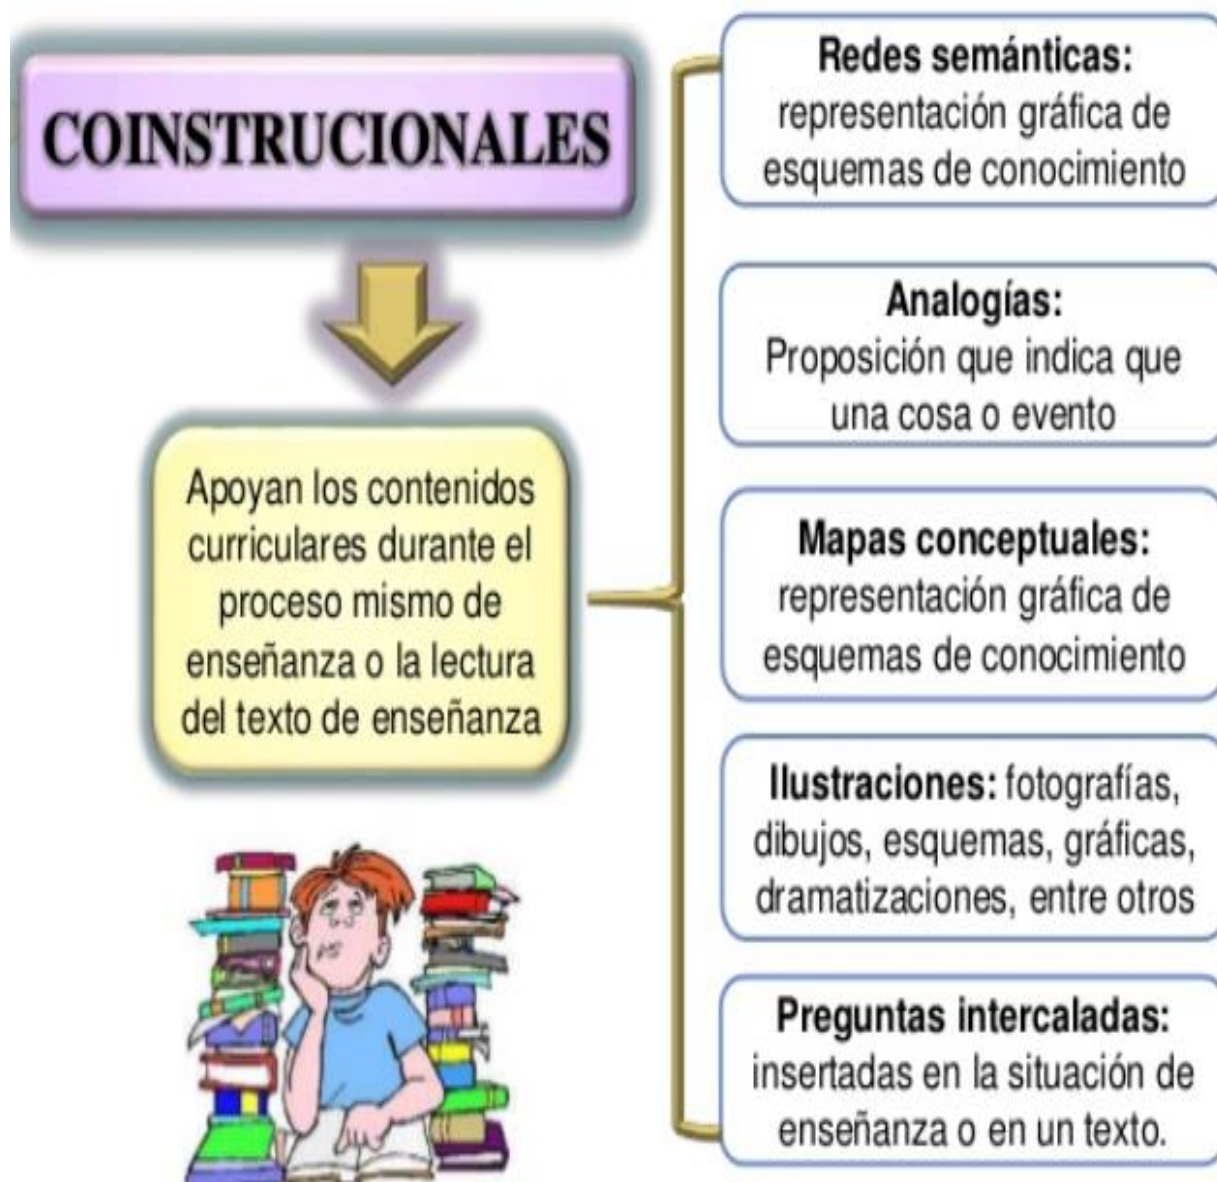 COINSTRUCIONALES
Apoyan los contenidos
curriculares durante el
proceso mismo de
enseñanza o la lectura
del texto de enseñanza
Redes semánticas:
representación gráfica de
esquemas de conocimiento
Analogías:
Proposición que indica que
una cosa o evento
Mapas conceptuales:
representación gráfica de
esquemas de conocimiento
Ilustraciones: fotografías,
dibujos, esquemas, gráficas,
dramatizaciones, entre otros
Preguntas intercaladas:
insertadas en la situación de
enseñanza o en un texto.